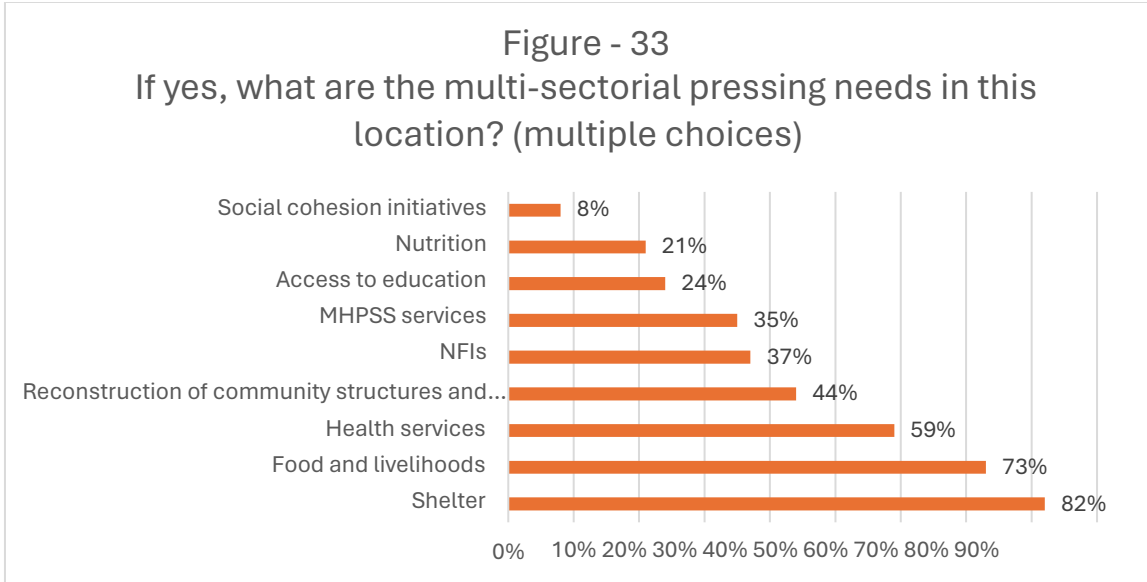 Figure - 33
If yes, what are the multi-sectorial pressing needs in this
location? (multiple choices)
Social cohesion initiatives 8%
Nutrition 21%
Access to education 24%
MHPSS services 35%
NFIs 37%
Reconstruction of community structures and... 44%
Health services 59%
Food and livelihoods 73%
Shelter 82%
0% 10% 20% 30% 40% 50% 60% 70% 80% 90%